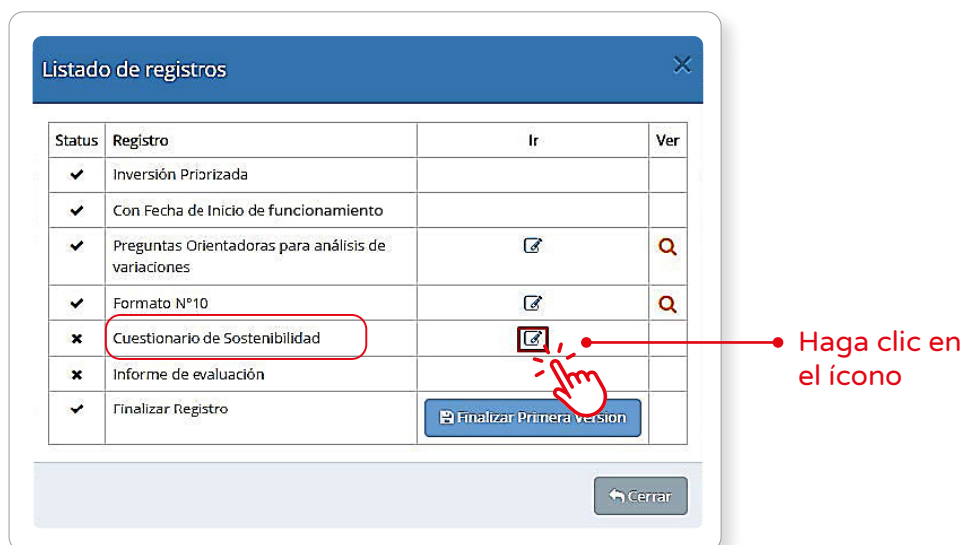 Listado de registros
Status Registro Ir Ver
Inversión Priorizada
Con Fecha de Inicio de funcionamiento
Preguntas Orientadoras para análisis de
variaciones
Formato N°10
Cuestionario de Sostenibilidad
Informe de evaluación
Finalizar Registro
Finalizar Primera Versión
Cerrar
Haga clic en
el ícono